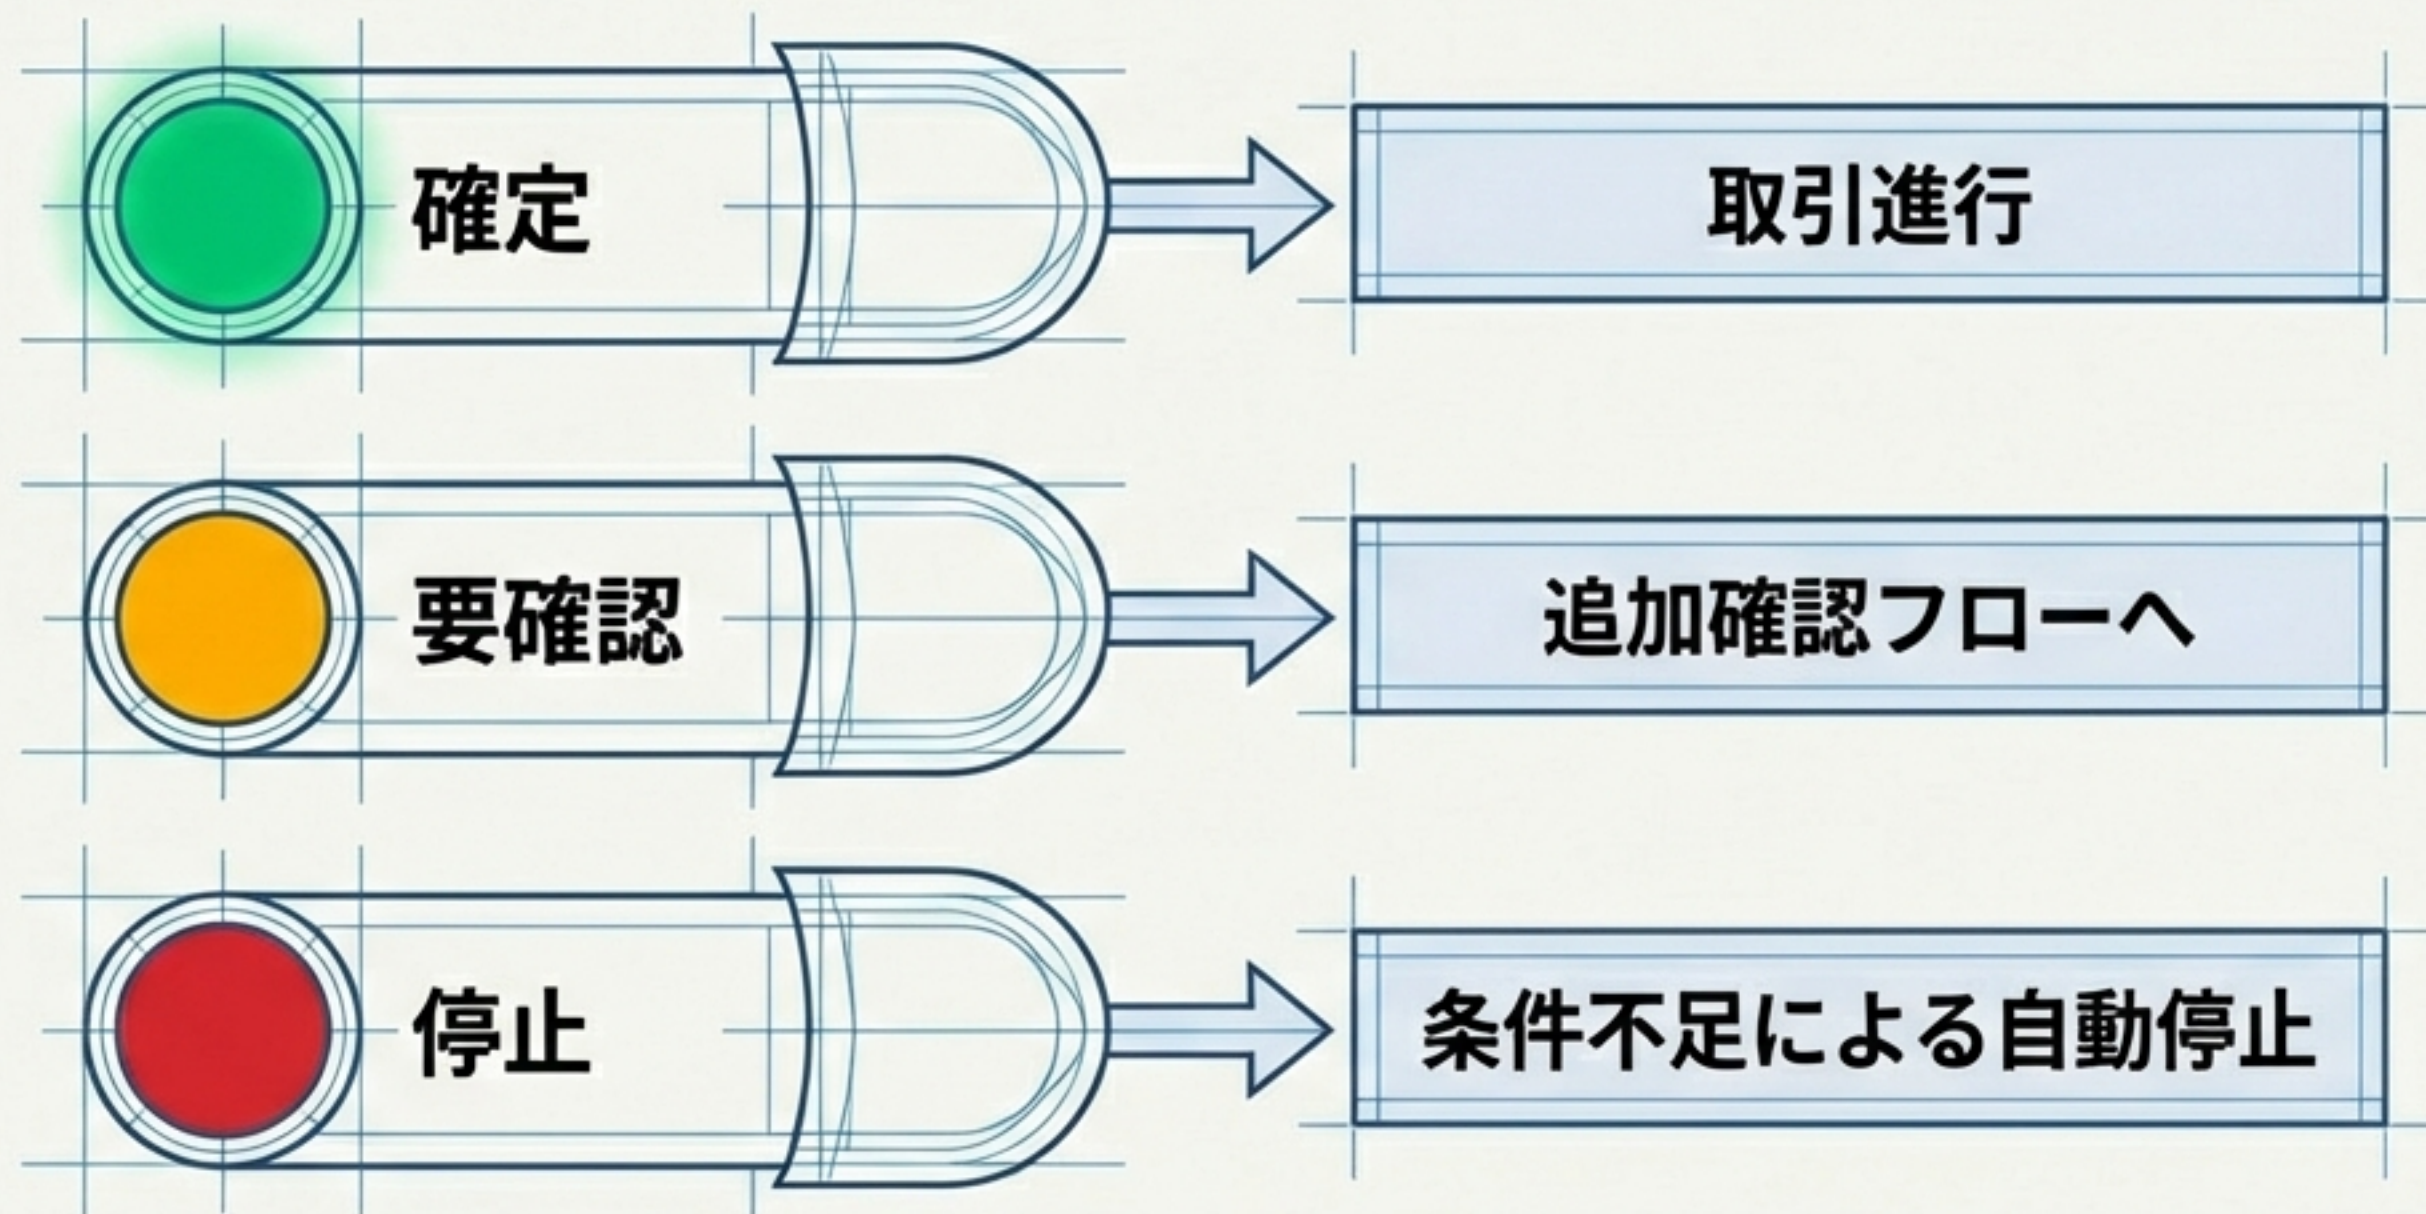 確定
取引進行
要確認
追加確認フローへ
停止
条件不足による自動停止